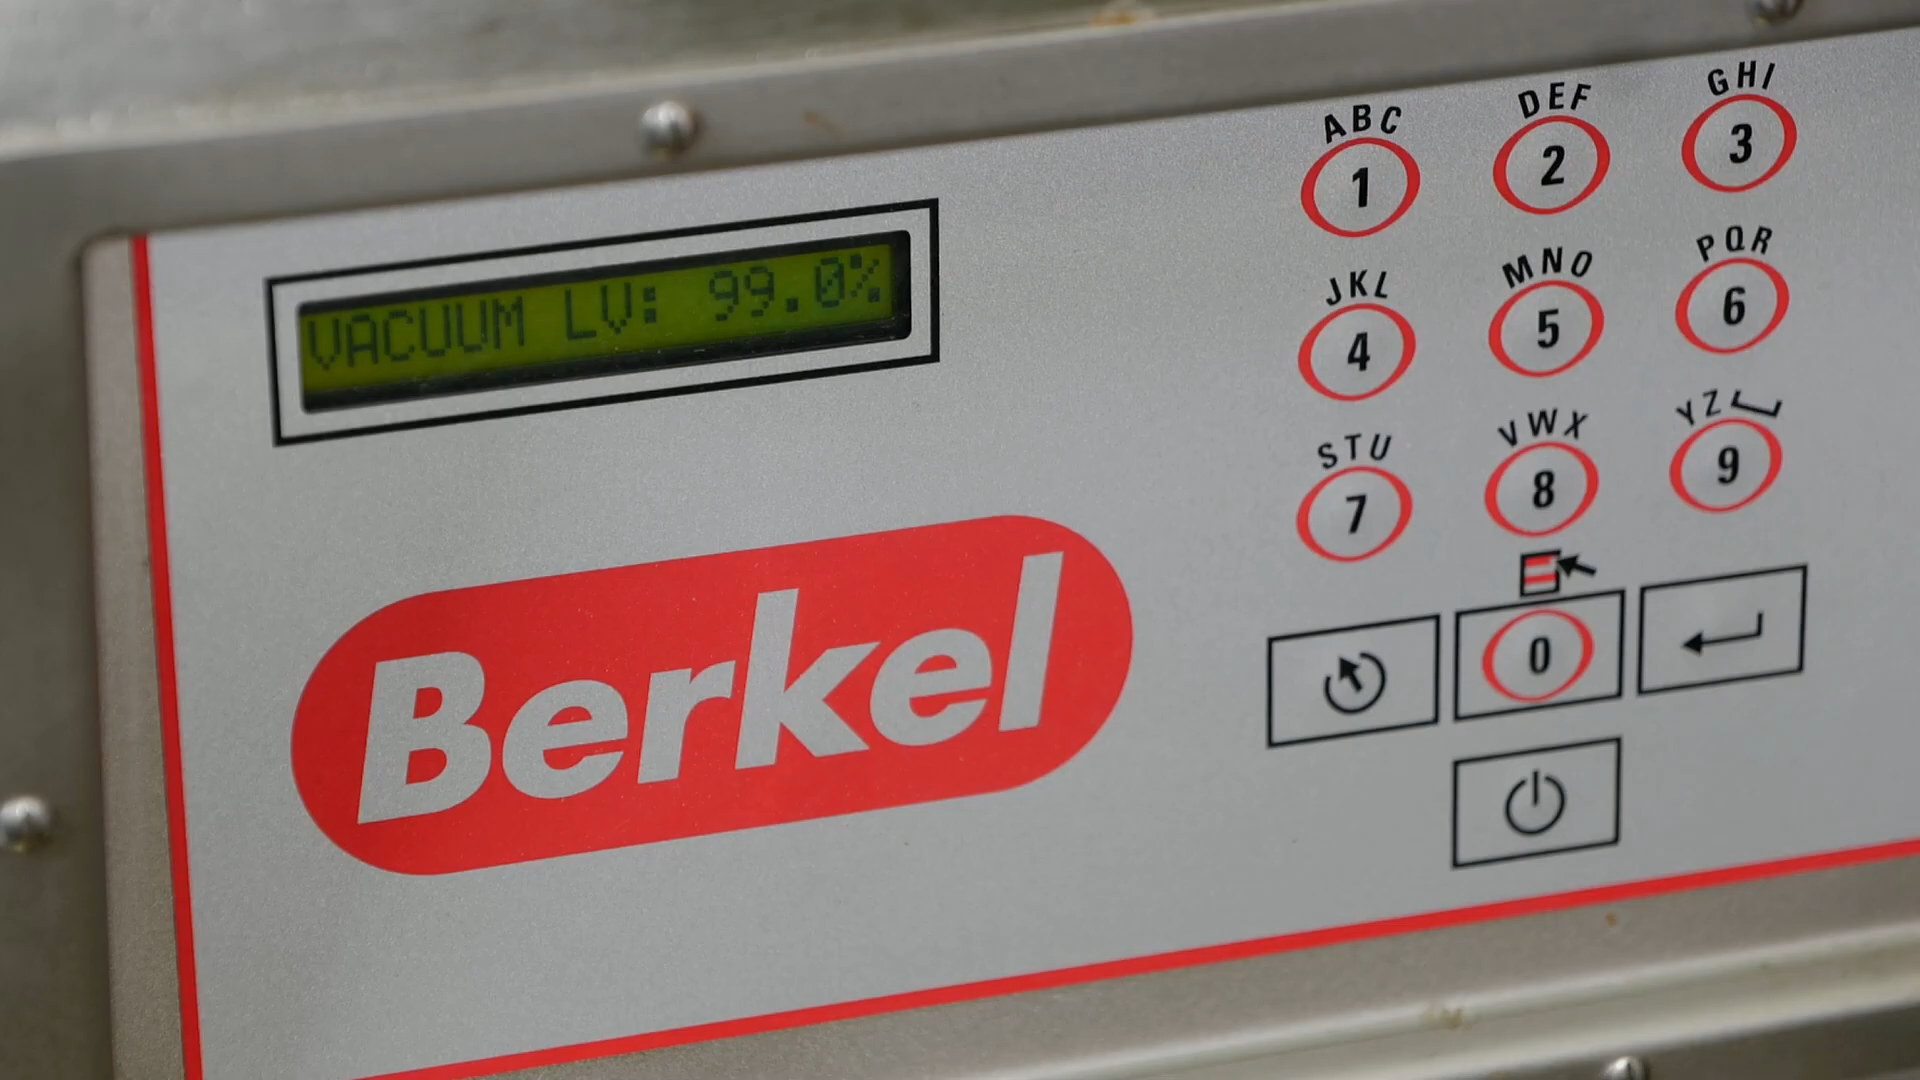 VACUUM LV: 99.0%
Berkel
ABC DEF GHI
1 2 3
JKL MNO PQR
4 5 6
STU VWX YZ
7 8 9
0